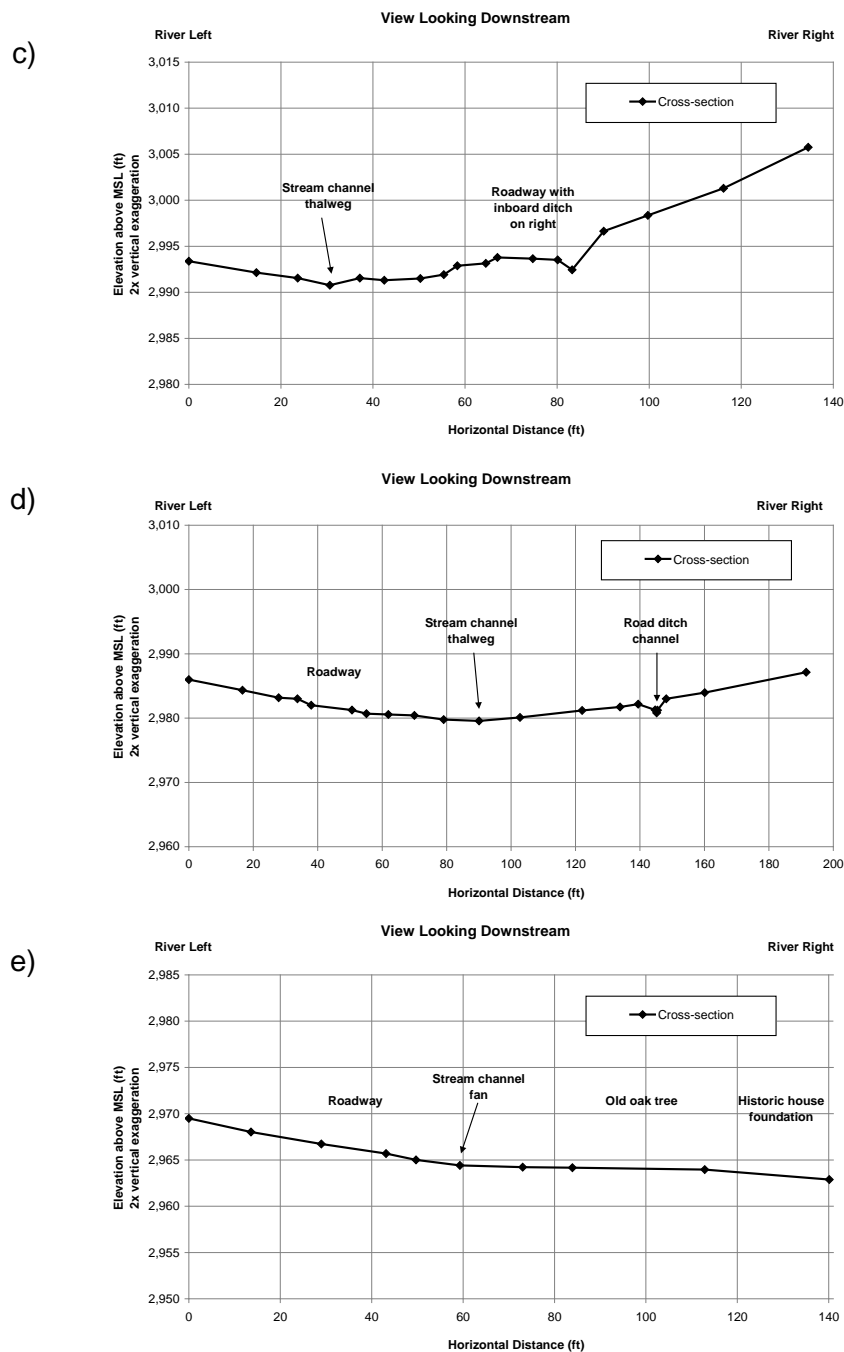 c)
View Looking Downstream
River Left
River Right
3,015
3,010
3,005
3,000
2,995
2,990
2,985
2,980
Elevation above MSL (ft)
2x vertical exaggeration
Cross-section
Stream channel
thalweg
Roadway with
inboard ditch
on right
0 20 40 60 80 100 120 140
Horizontal Distance (ft)
d)
View Looking Downstream
River Left
River Right
3,010
3,000
2,990
2,980
2,970
2,960
Elevation above MSL (ft)
2x vertical exaggeration
Cross-section
Roadway
Stream channel
thalweg
Road ditch
channel
0 20 40 60 80 100 120 140 160 180 200
Horizontal Distance (ft)
e)
View Looking Downstream
River Left
River Right
2,985
2,980
2,975
2,970
2,965
2,960
2,955
2,950
Elevation above MSL (ft)
2x vertical exaggeration
Cross-section
Roadway
Stream channel
fan
Old oak tree
Historic house
foundation
0 20 40 60 80 100 120 140
Horizontal Distance (ft)